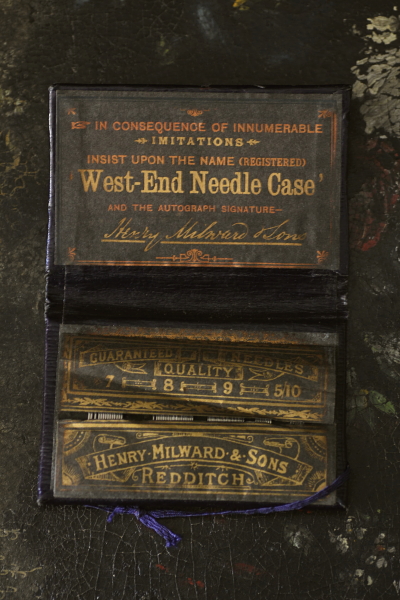 IN CONSEQUENCE OF INNUMERABLE
IMITATIONS
INSIST UPON THE NAME (REGISTERED)
'West-End Needle Case'
AND THE AUTOGRAPH SIGNATURE—
Henry Milward & Sons
GUARANTEED NEEDLES
QUALITY
7 8 9 5/10
HENRY·MILWARD·&·SONS
REDDITCH